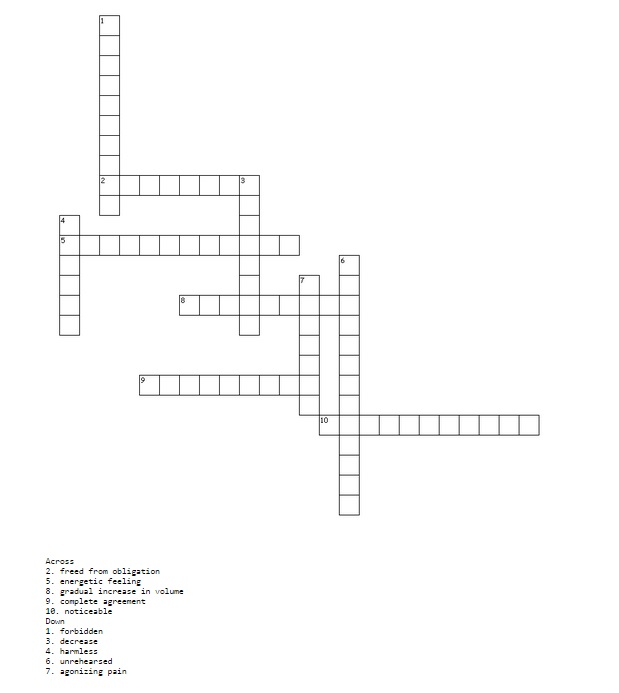 1
2
3
4
5
6
7
8
9
10
Across
2. freed from obligation
5. energetic feeling
8. gradual increase in volume
9. complete agreement
10. noticeable
Down
1. forbidden
3. decrease
4. harmless
6. unrehearsed
7. agonizing pain